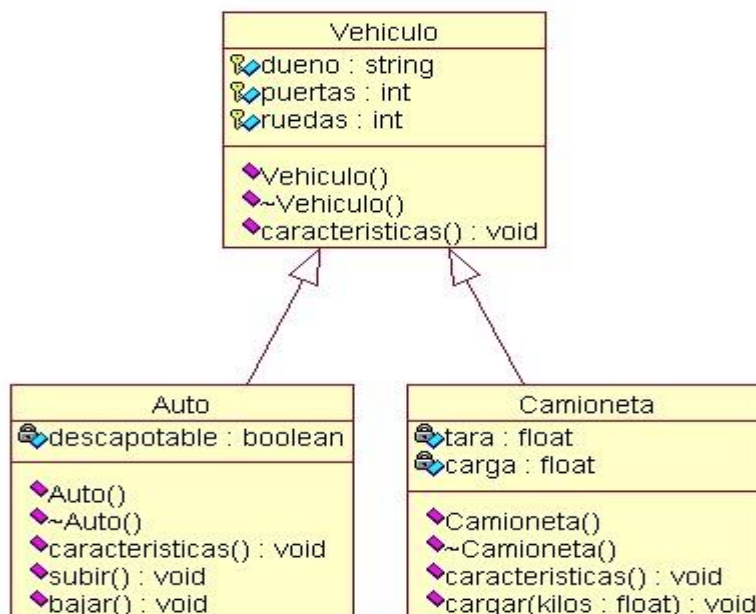 Vehiculo
dueno : string
puertas : int
ruedas : int
Vehiculo()
~Vehiculo()
caracteristicas() : void
Auto
descapotable : boolean
Auto()
~Auto()
caracteristicas() : void
subir() : void
bajar() : void
Camioneta
tara : float
carga : float
Camioneta()
~Camioneta()
caracteristicas() : void
cargar(kilos : float) : void